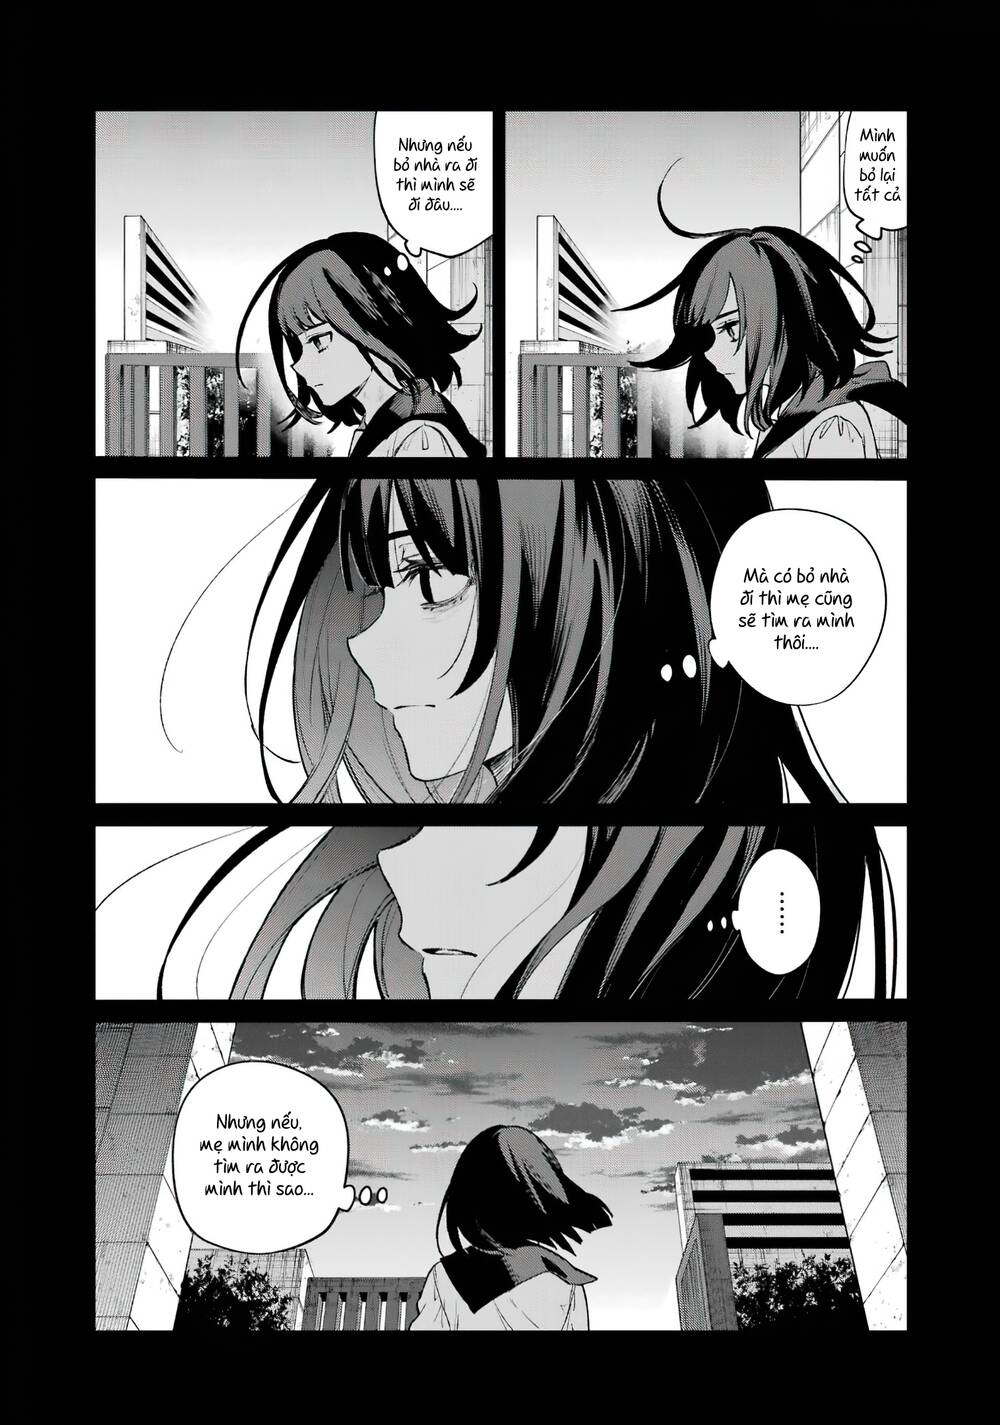 Mình
muốn
bỏ lại
tất cả
Nhưng nếu
bỏ nhà ra đi
thì mình sẽ
đi đâu....
Mà có bỏ nhà
đi thì mẹ cũng
sẽ tìm ra mình
thôi....
.......
Nhưng nếu,
mẹ mình không
tìm ra được
mình thì sao...